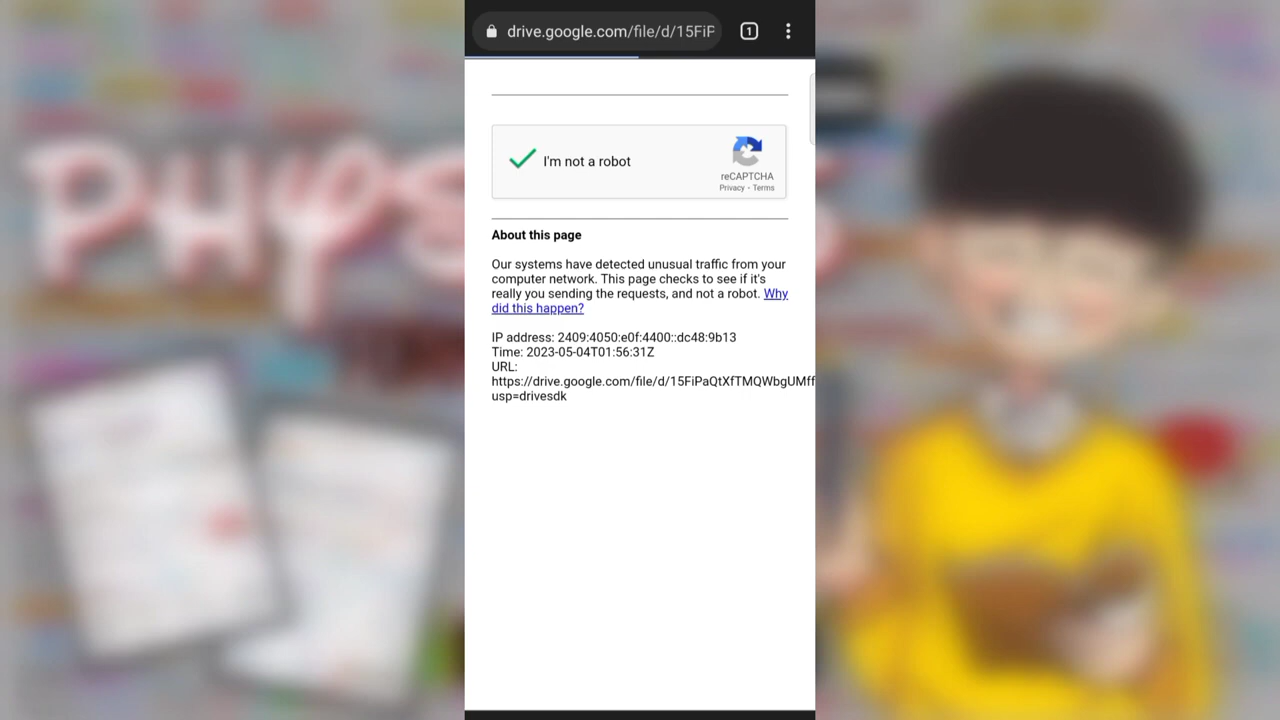 drive.google.com/file/d/15FiP
1
I'm not a robot
reCAPTCHA
Privacy - Terms
About this page
Our systems have detected unusual traffic from your
computer network. This page checks to see if it's
really you sending the requests, and not a robot. Why
did this happen?
IP address: 2409:4050:e0f:4400::dc48:9b13
Time: 2023-05-04T01:56:31Z
URL:
https://drive.google.com/file/d/15FiPaQtXfTMQWbgUMff
usp=drivesdk